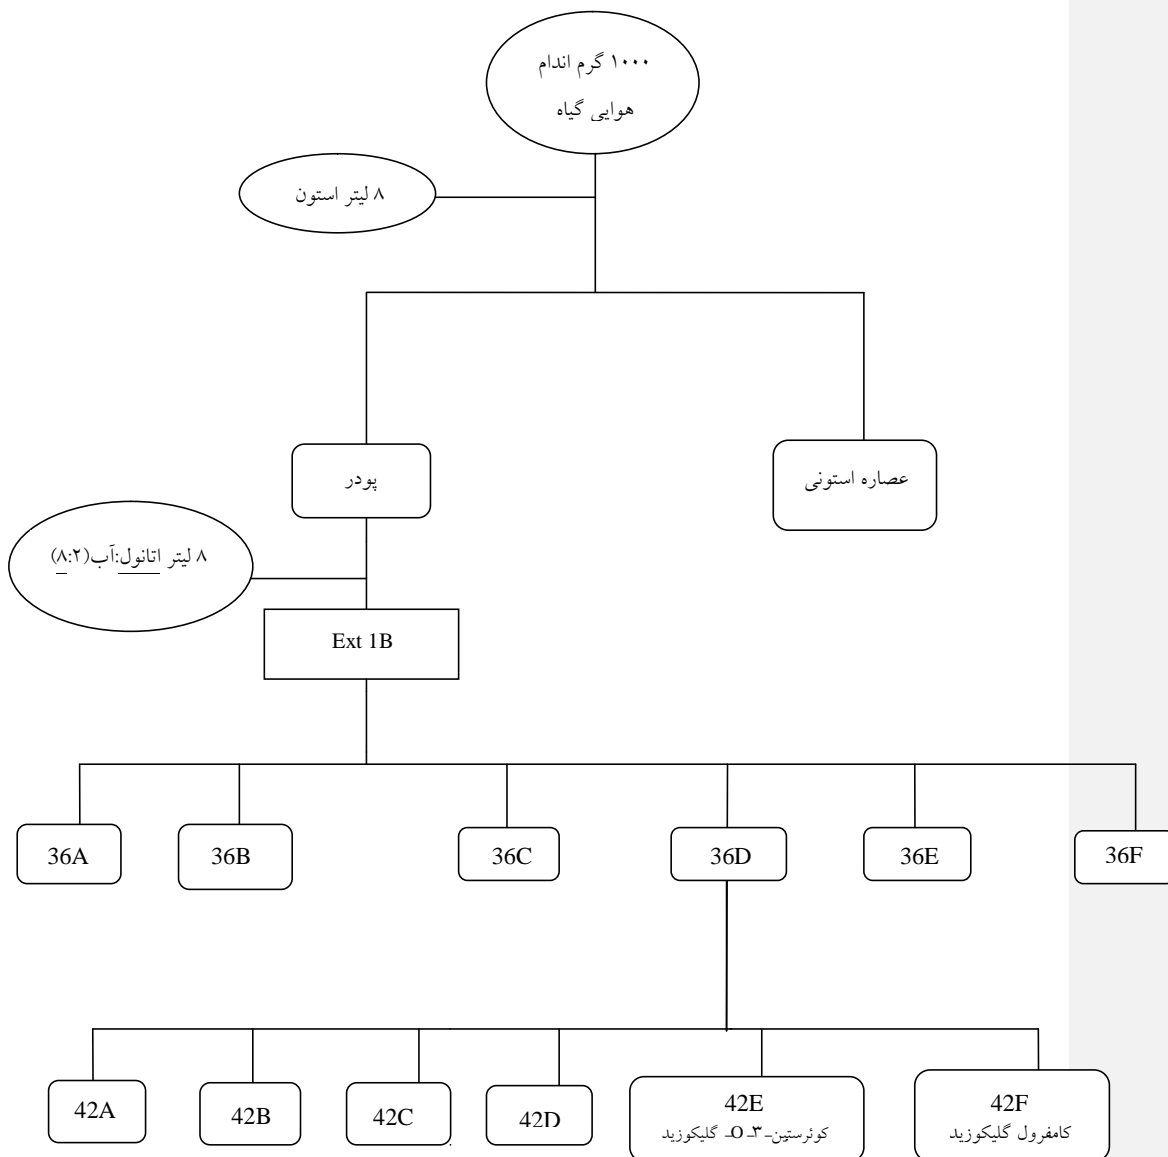 ۱۰۰۰ گرم اندام
هوایی گیاه
۸ لیتر استون
پودر
عصاره استونی
۸ لیتر اتانول:آب(۸:۲)
Ext 1B
36A
36B
36C
36D
36E
36F
42A
42B
42C
42D
42E
کوئرستین-۳-O- گلیکوزید
42F
کامفرول گلیکوزید